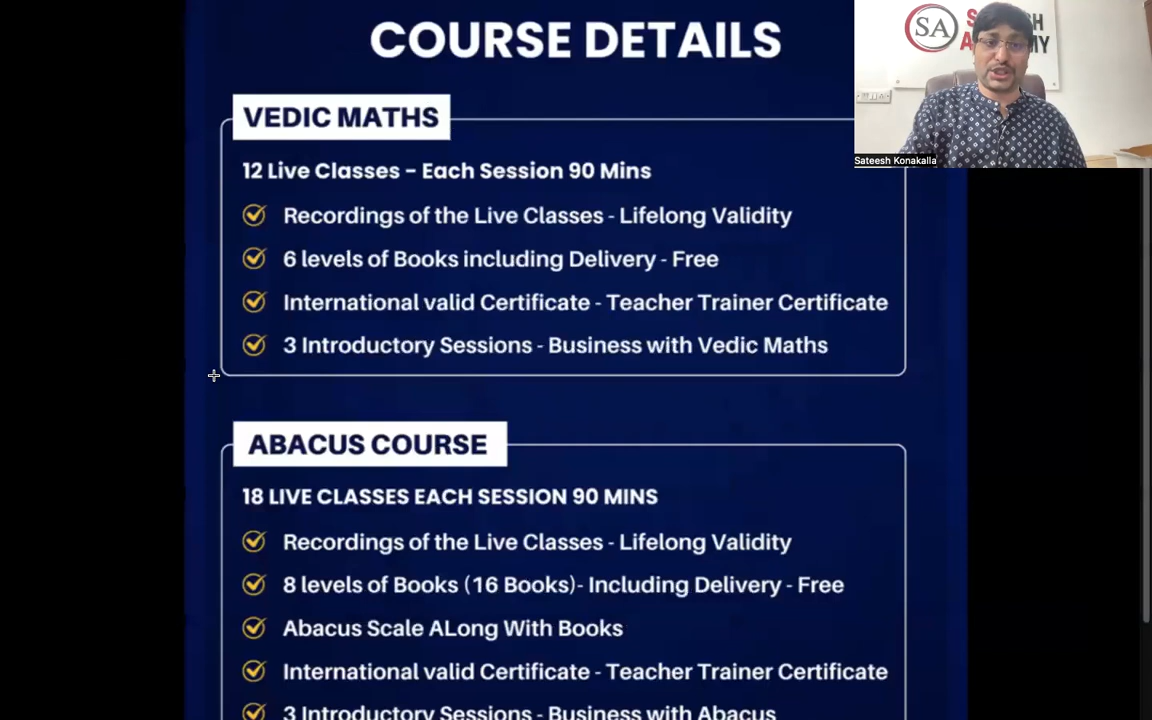 COURSE DETAILS
SA
Sateesh Konakalla
VEDIC MATHS
12 Live Classes - Each Session 90 Mins
Recordings of the Live Classes - Lifelong Validity
6 levels of Books including Delivery - Free
International valid Certificate - Teacher Trainer Certificate
3 Introductory Sessions - Business with Vedic Maths
ABACUS COURSE
18 LIVE CLASSES EACH SESSION 90 MINS
Recordings of the Live Classes - Lifelong Validity
8 levels of Books (16 Books)- Including Delivery - Free
Abacus Scale ALong With Books
International valid Certificate - Teacher Trainer Certificate
3 Introductory Sessions - Business with Abacus